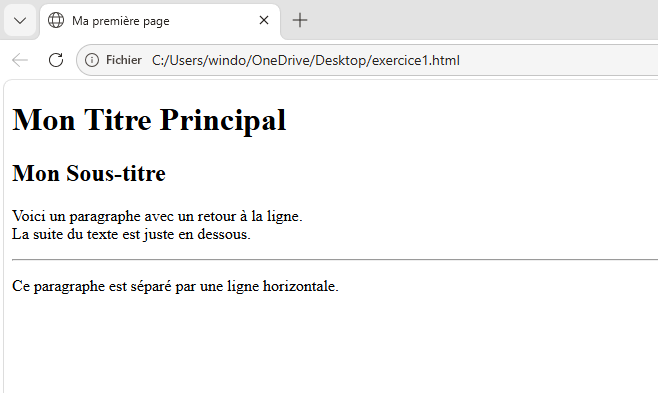 Ma première page
Fichier C:/Users/windo/OneDrive/Desktop/exercice1.html
Mon Titre Principal
Mon Sous-titre
Voici un paragraphe avec un retour à la ligne.
La suite du texte est juste en dessous.
Ce paragraphe est séparé par une ligne horizontale.